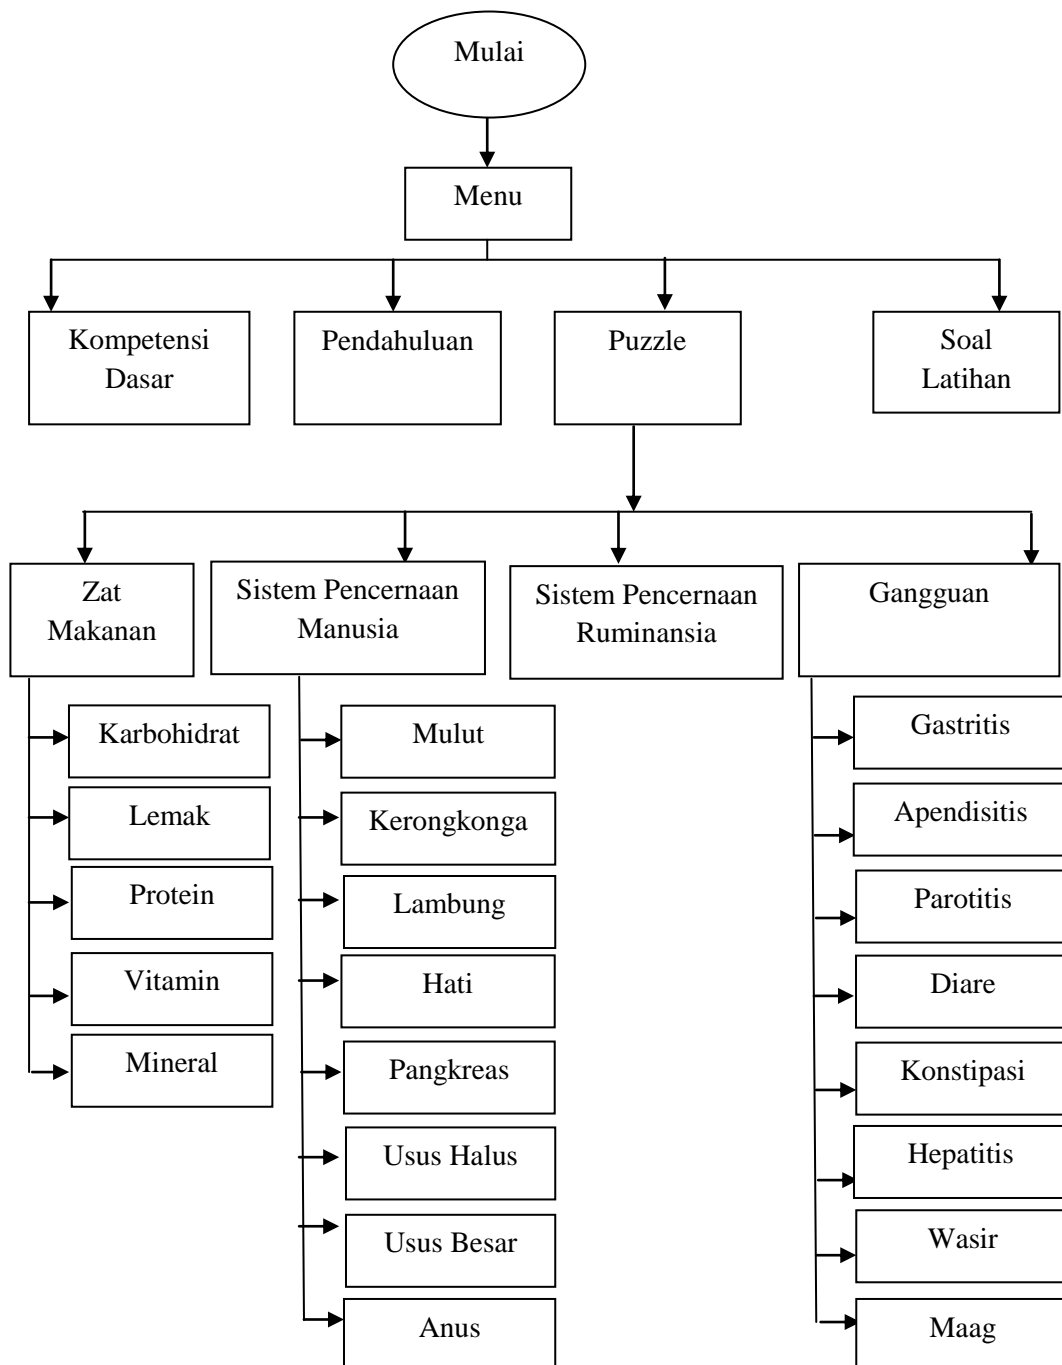 Mulai
Menu
Kompetensi
Dasar
Pendahuluan
Puzzle
Soal
Latihan
Zat
Makanan
Sistem Pencernaan
Manusia
Sistem Pencernaan
Ruminansia
Gangguan
Karbohidrat
Lemak
Protein
Vitamin
Mineral
Mulut
Kerongkonga
Lambung
Hati
Pangkreas
Usus Halus
Usus Besar
Anus
Gastritis
Apendisitis
Parotitis
Diare
Konstipasi
Hepatitis
Wasir
Maag